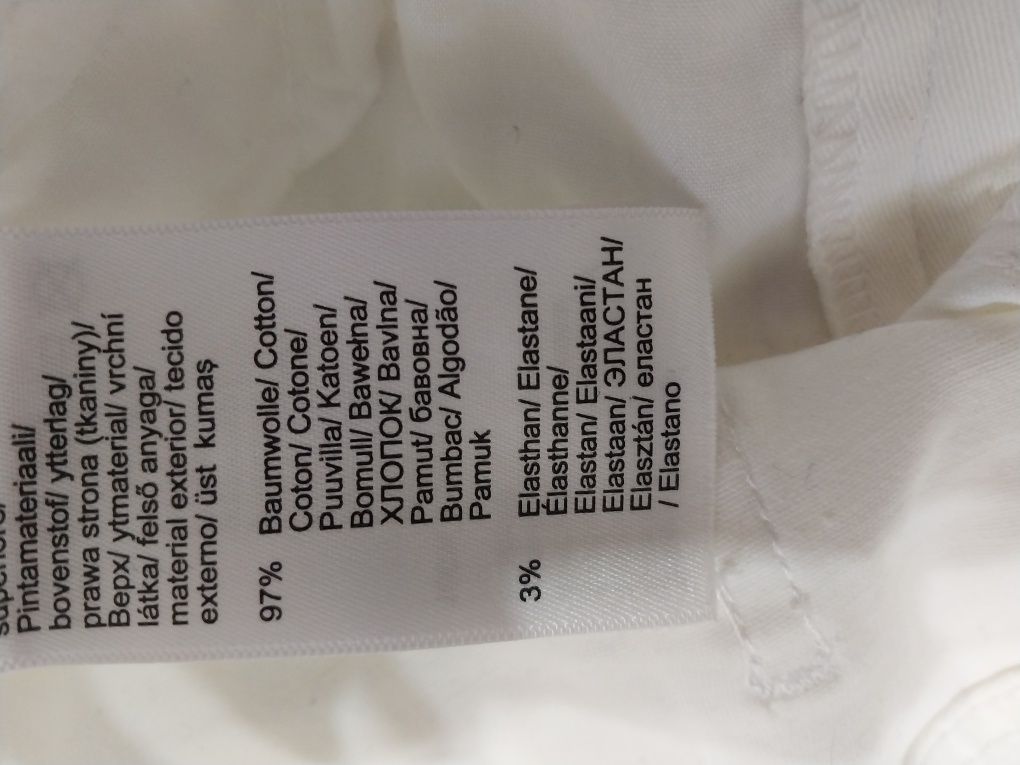 Pintamateriaali/
bovenstof/ ytterlag/
prawa strona (tkaniny)/
Верх/ ytmaterial/ vrchní
látka/ felső anyaga/
material exterior/ tecido
externo/ üst kumaş
97% Baumwolle/ Cotton/
Coton/ Cotone/
Puuvilla/ Katoen/
Bomull/ Bawełna/
ХЛОПОК/ Bavlna/
Pamut/ бавовна/
Bumbac/ Algodão/
Pamuk
3% Elasthan/ Elastane/
Élasthanne/
Elastan/ Elastaani/
Elastaan/ ЭЛАСТАН/
Elasztán/ еластан
/ Elastano